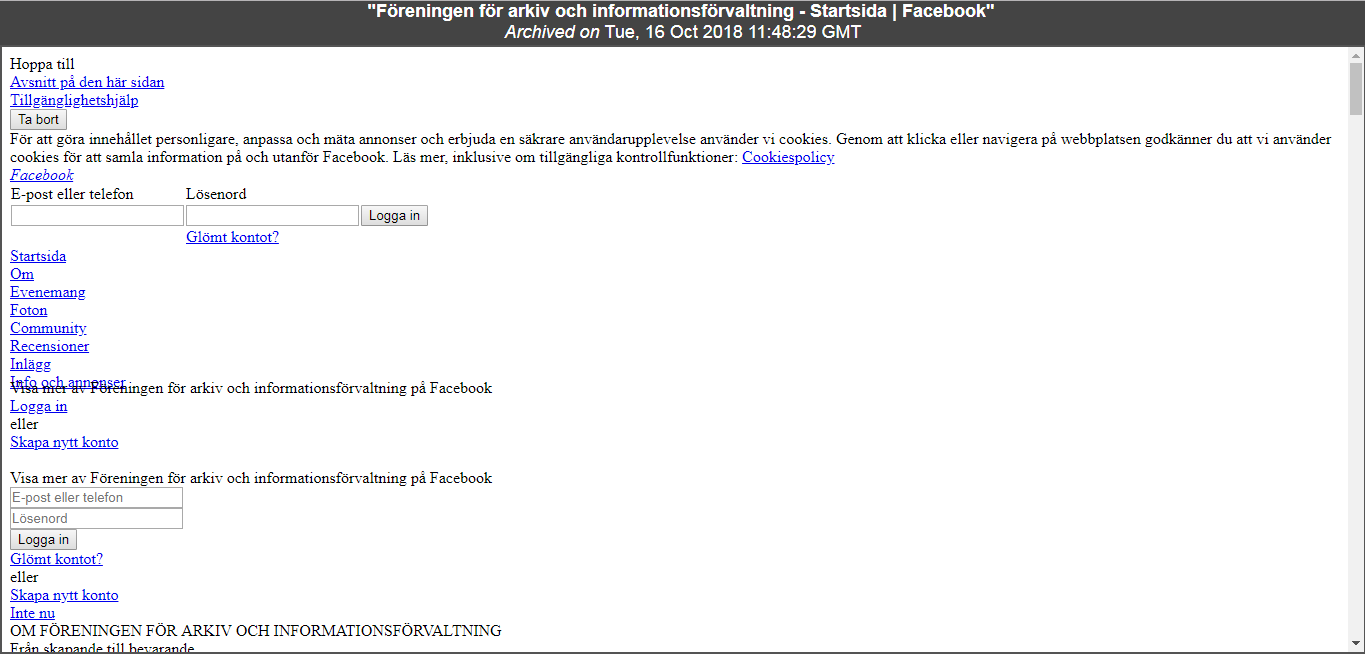 "Föreningen för arkiv och informationsförvaltning - Startsida | Facebook"
Archived on Tue, 16 Oct 2018 11:48:29 GMT
Hoppa till
Avsnitt på den här sidan
Tillgänglighetshjälp
Ta bort
För att göra innehållet personligare, anpassa och mäta annonser och erbjuda en säkrare användarupplevelse använder vi cookies. Genom att klicka eller navigera på webbplatsen godkänner du att vi använder
cookies för att samla information på och utanför Facebook. Läs mer, inklusive om tillgängliga kontrollfunktioner: Cookiespolicy
Facebook
E-post eller telefon Lösenord
Logga in
Glömt kontot?
Startsida
Om
Evenemang
Foton
Community
Recensioner
Inlägg
Info och annonser
Visa mer av Föreningen för arkiv och informationsförvaltning på Facebook
Logga in
eller
Skapa nytt konto
Visa mer av Föreningen för arkiv och informationsförvaltning på Facebook
E-post eller telefon
Lösenord
Logga in
Glömt kontot?
eller
Skapa nytt konto
Inte nu
OM FÖRENINGEN FÖR ARKIV OCH INFORMATIONSFÖRVALTNING
Från skapande till bevarande